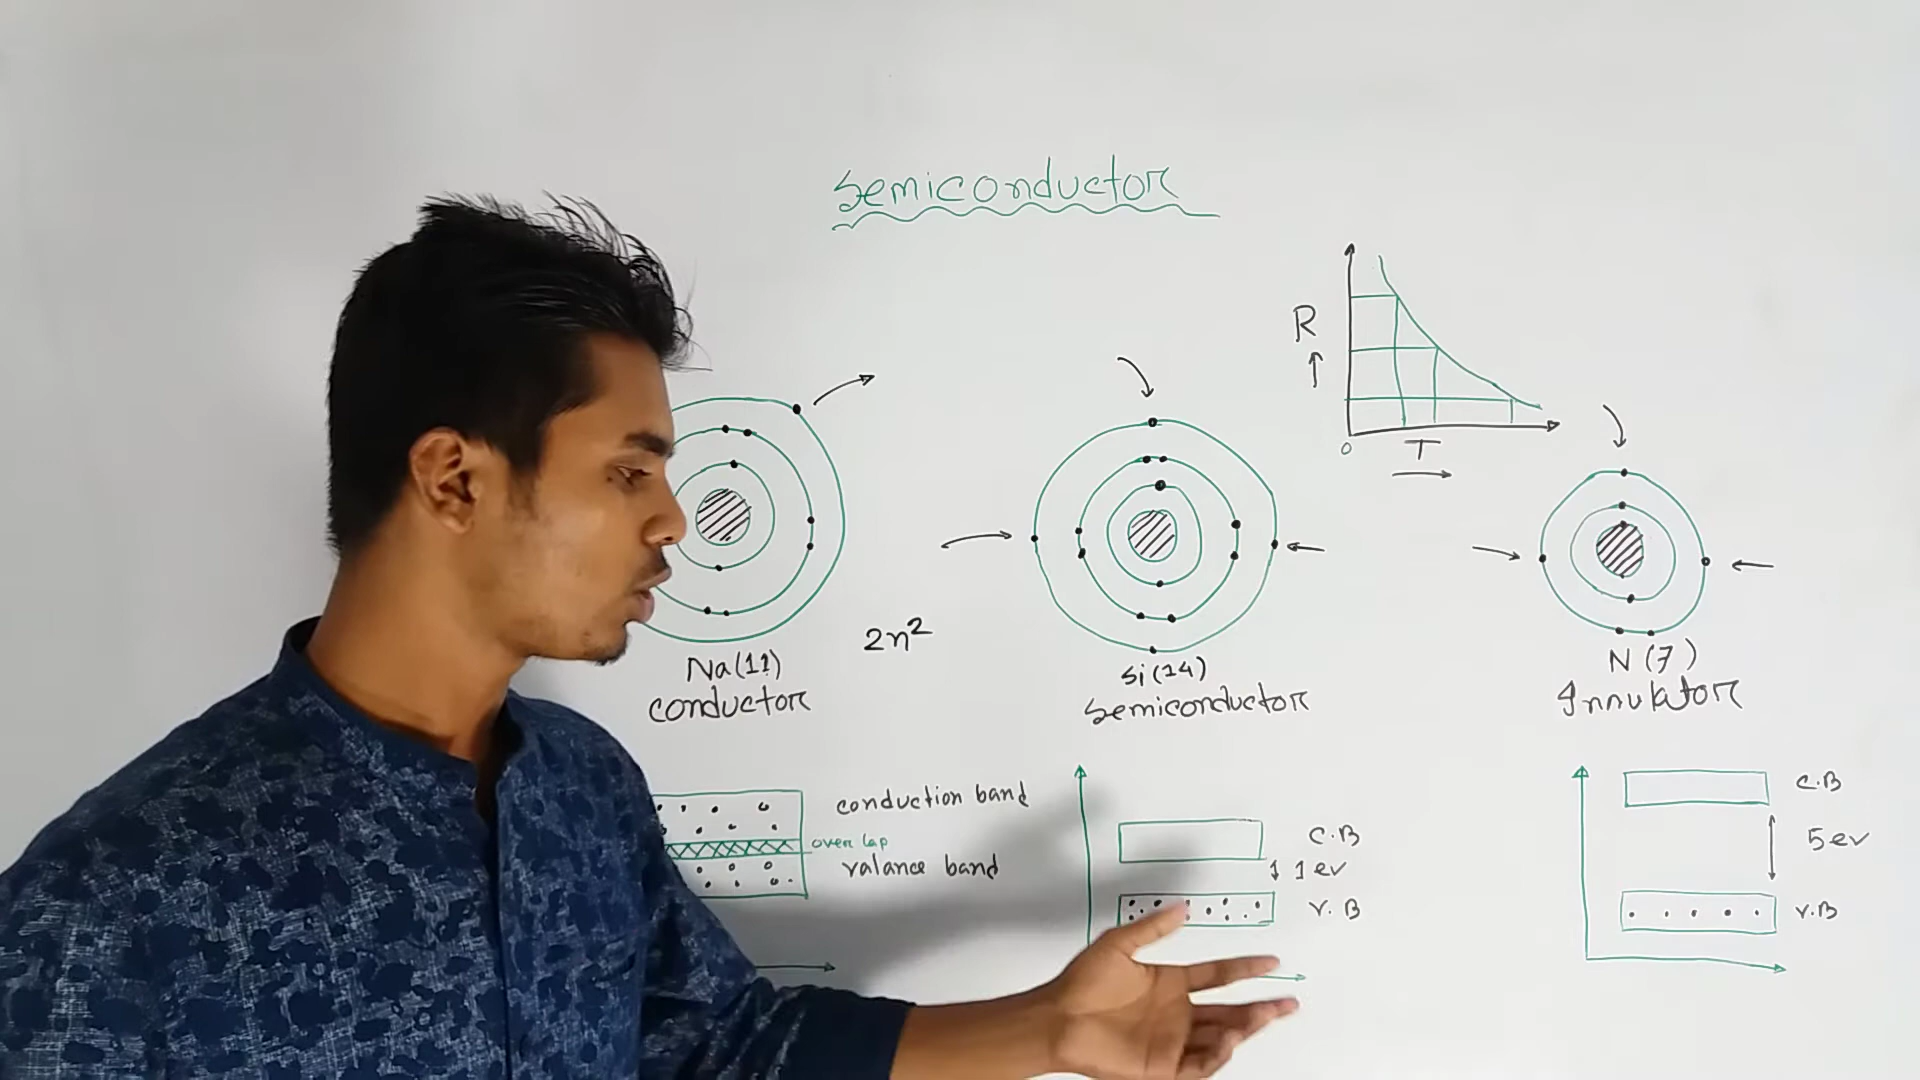 Semiconductor
R
0
T
2n²
Na(11)
conductor
Si(14)
Semiconductor
N(7)
Innulator
conduction band
over lap
valance band
C.B
1 ev
V.B
C.B
5 ev
V.B